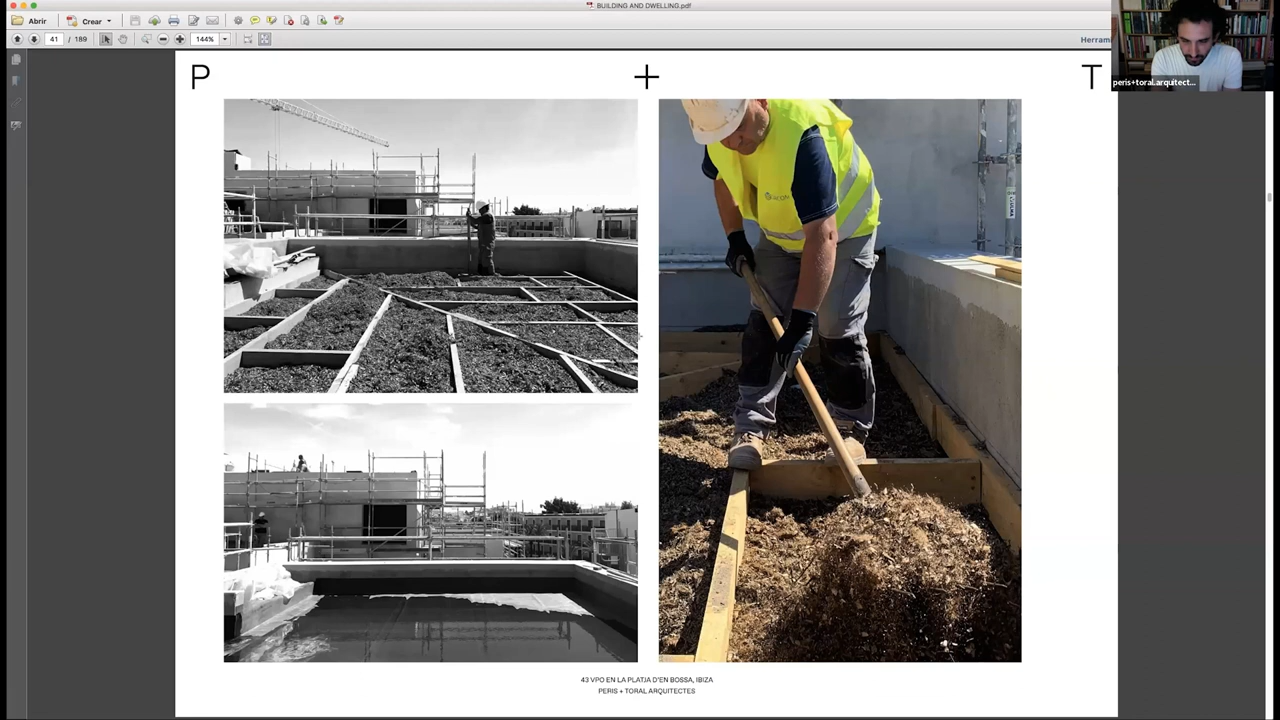 BUILDING AND DWELLING.pdf
Abrir
Crear
41 / 189
144%
Herrami
peris+toral.arquitect...
P + T
43 VPO EN LA PLATJA D'EN BOSSA, IBIZA
PERIS + TORAL ARQUITECTES